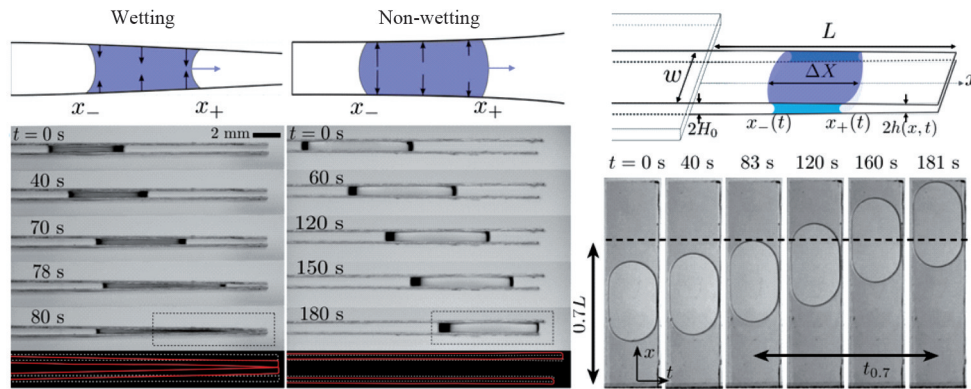 Wetting
x₋
x₊
t = 0 s
2 mm
40 s
70 s
78 s
80 s
Non-wetting
x₋
x₊
t = 0 s
60 s
120 s
150 s
180 s
L
w
ΔX
x
2H₀
x₋(t)
x₊(t)
2h(x, t)
t = 0 s 40 s 83 s 120 s 160 s 181 s
0.7L
x
t
t₀.₇